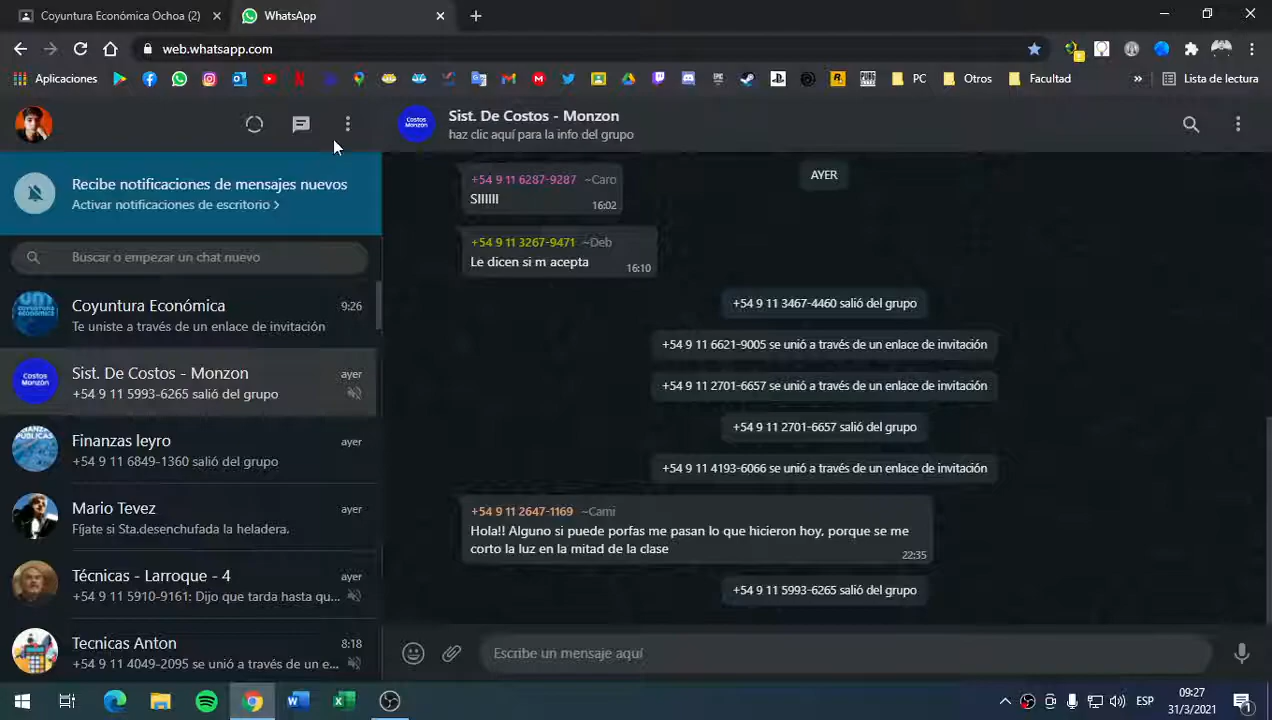 Coyuntura Económica Ochoa (2)
WhatsApp
web.whatsapp.com
Aplicaciones
PC
Otros
Facultad
Lista de lectura
Sist. De Costos - Monzon
haz clic aquí para la info del grupo
Recibe notificaciones de mensajes nuevos
Activar notificaciones de escritorio >
Buscar o empezar un chat nuevo
Coyuntura Económica
9:26
Te uniste a través de un enlace de invitación
Costos
Monzón
Sist. De Costos - Monzon
ayer
+54 9 11 5993-6265 salió del grupo
Finanzas leyro
ayer
+54 9 11 6849-1360 salió del grupo
Mario Tevez
ayer
Fíjate si Sta.desenchufada la heladera.
Técnicas - Larroque - 4
ayer
+54 9 11 5910-9161: Dijo que tarda hasta qu...
Tecnicas Anton
8:18
+54 9 11 4049-2095 se unió a través de un e...
AYER
+54 9 11 6287-9287 ~Caro
SIIIIII
16:02
+54 9 11 3267-9471 ~Deb
Le dicen si m acepta
16:10
+54 9 11 3467-4460 salió del grupo
+54 9 11 6621-9005 se unió a través de un enlace de invitación
+54 9 11 2701-6657 se unió a través de un enlace de invitación
+54 9 11 2701-6657 salió del grupo
+54 9 11 4193-6066 se unió a través de un enlace de invitación
+54 9 11 2647-1169 ~Cami
Hola!! Alguno si puede porfas me pasan lo que hicieron hoy, porque se me
corto la luz en la mitad de la clase
22:35
+54 9 11 5993-6265 salió del grupo
Escribe un mensaje aquí
ESP
09:27
31/3/2021
1